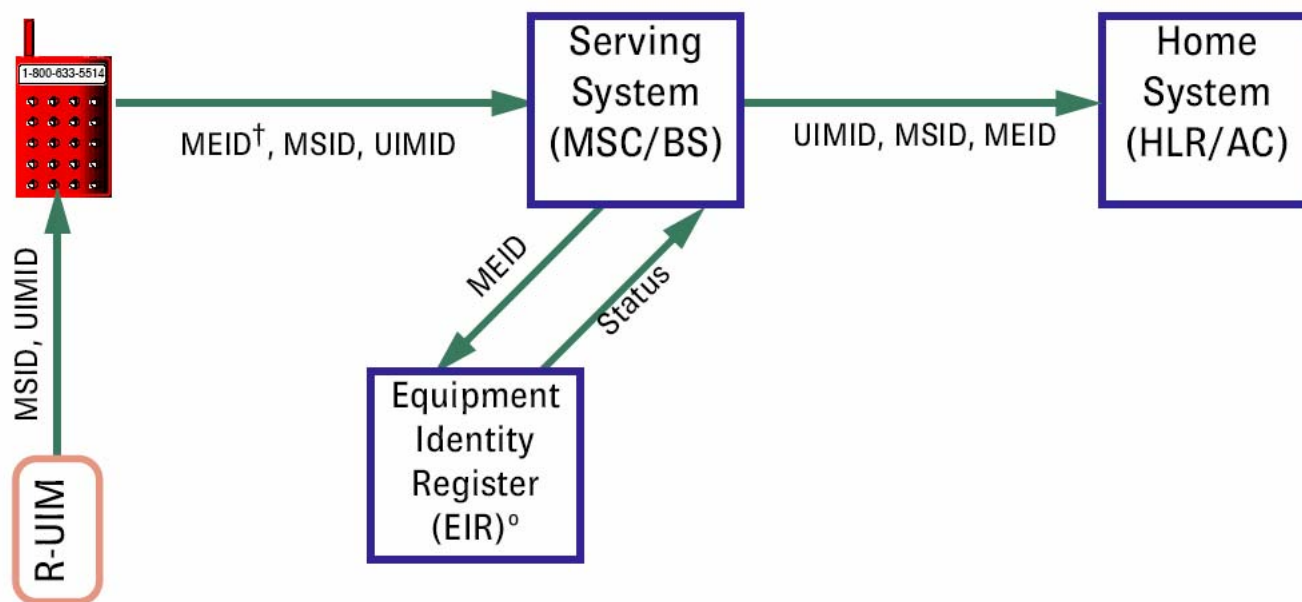 1-800-633-5514
MEID†, MSID, UIMID
Serving
System
(MSC/BS)
UIMID, MSID, MEID
Home
System
(HLR/AC)
MSID, UIMID
MEID
Status
Equipment
Identity
Register
(EIR)º
R-UIM